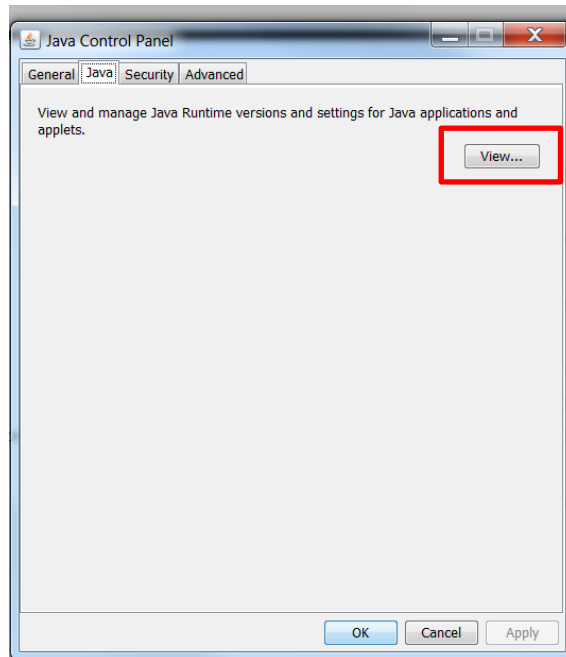 Java Control Panel
General Java Security Advanced
View and manage Java Runtime versions and settings for Java applications and
applets.
View...
OK Cancel Apply